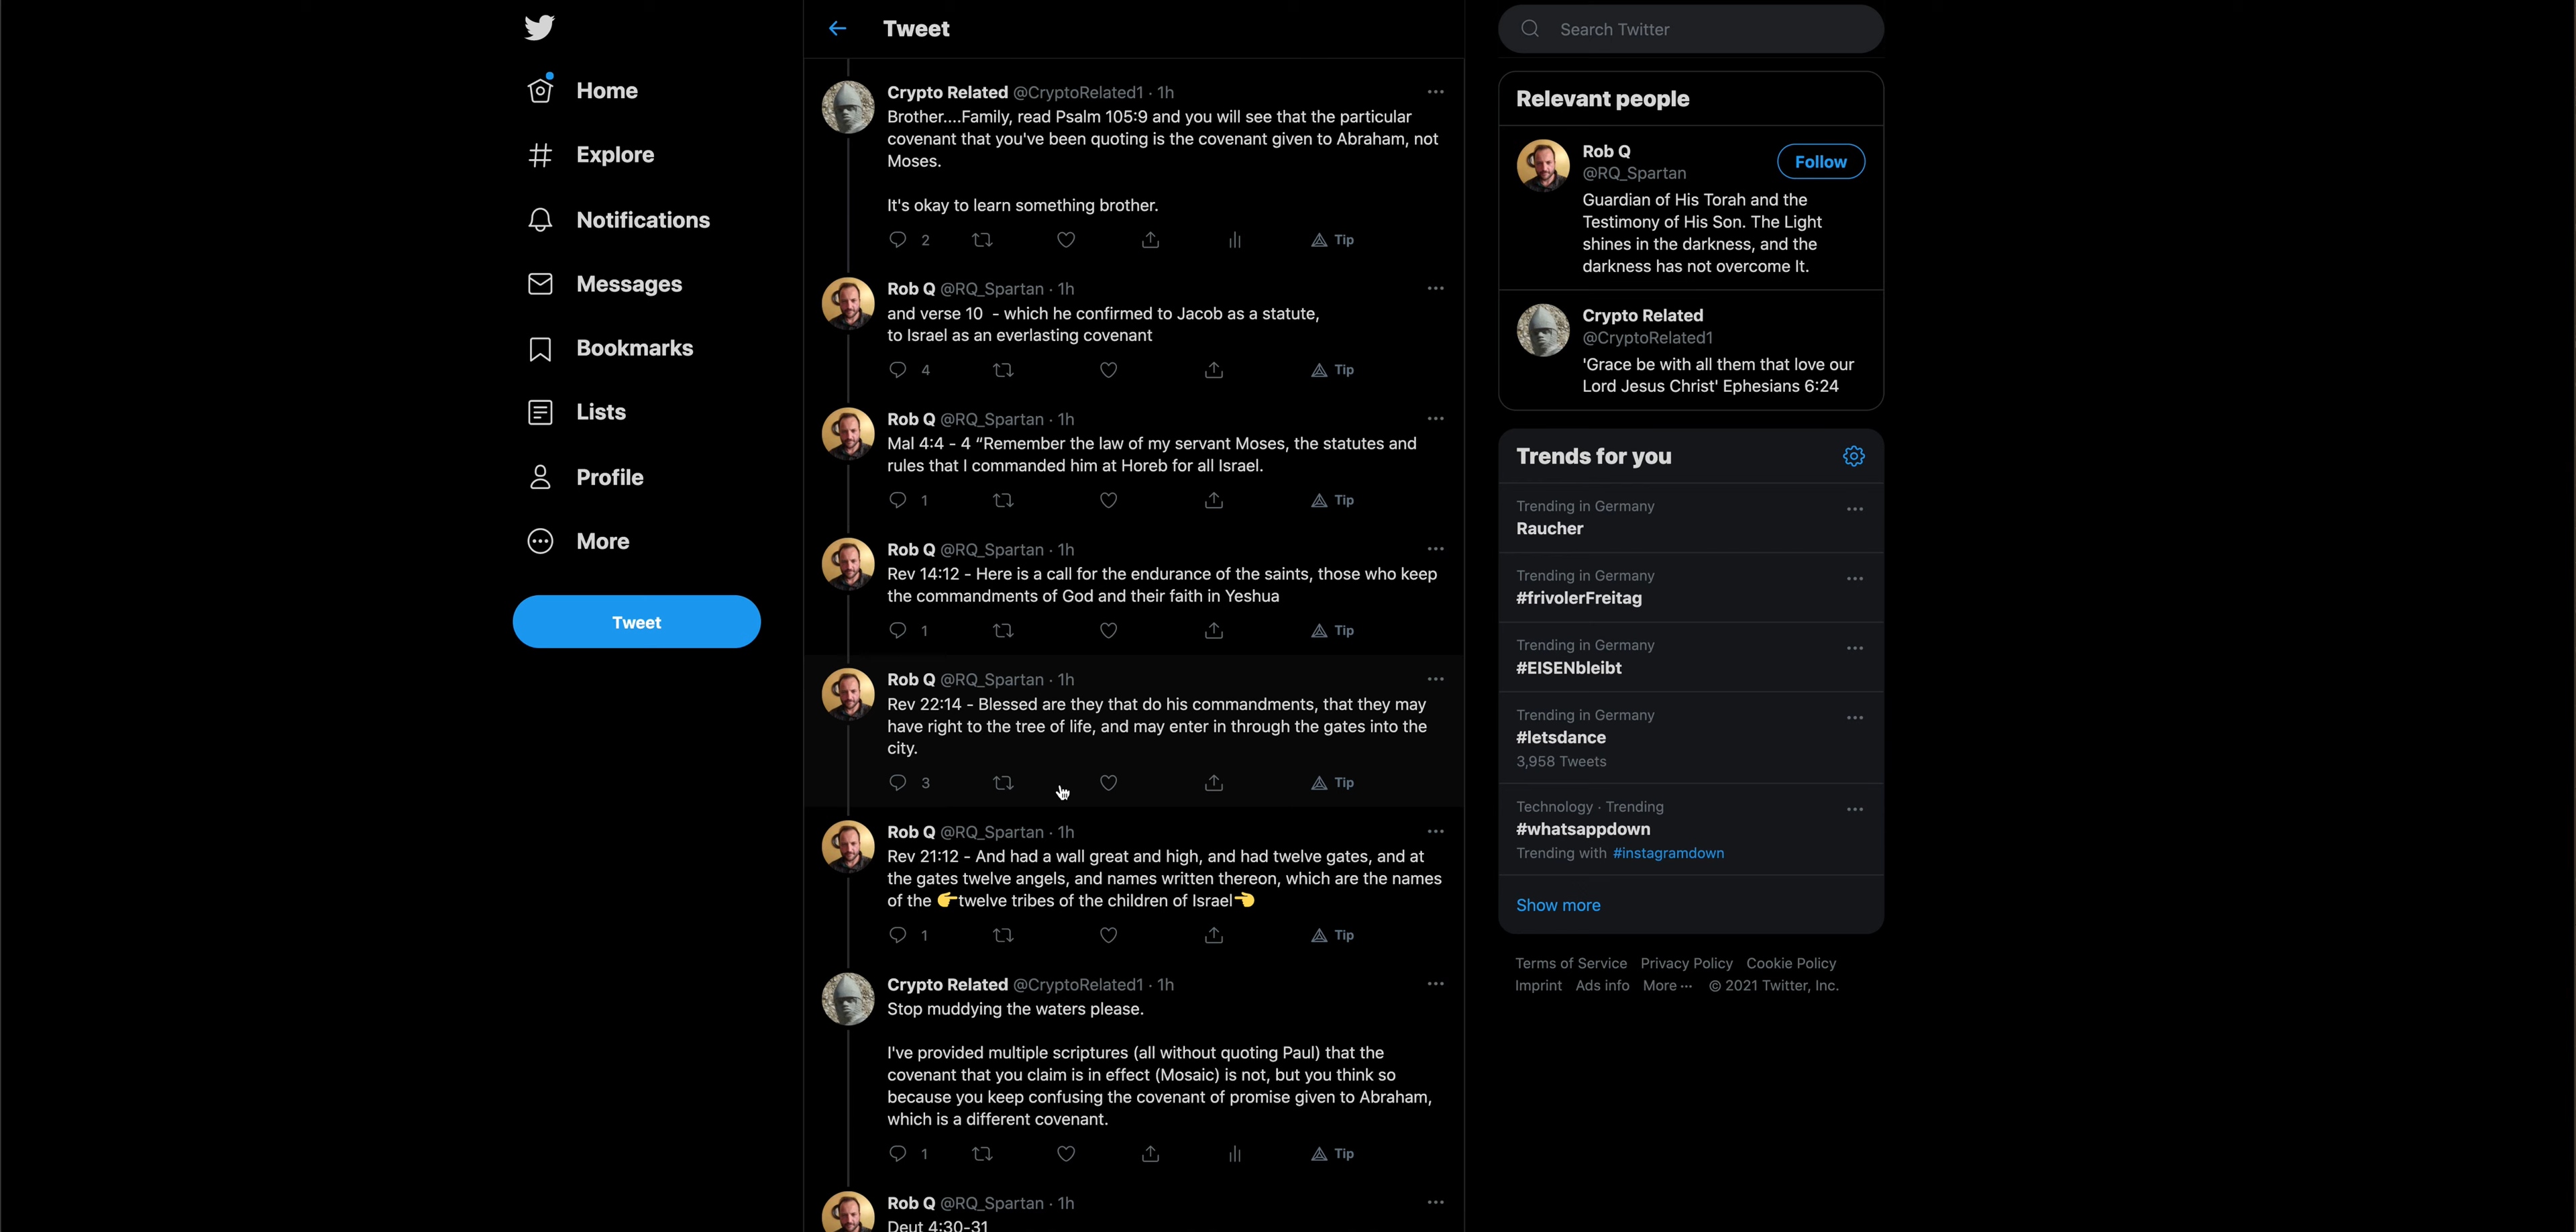 Home
Explore
Notifications
Messages
Bookmarks
Lists
Profile
More
Tweet
Tweet
Crypto Related @CryptoRelated1 · 1h
Brother....Family, read Psalm 105:9 and you will see that the particular
covenant that you've been quoting is the covenant given to Abraham, not
Moses.
It's okay to learn something brother.
2 Tip
Rob Q @RQ_Spartan · 1h
and verse 10 - which he confirmed to Jacob as a statute,
to Israel as an everlasting covenant
4 Tip
Rob Q @RQ_Spartan · 1h
Mal 4:4 - 4 “Remember the law of my servant Moses, the statutes and
rules that I commanded him at Horeb for all Israel.
1 Tip
Rob Q @RQ_Spartan · 1h
Rev 14:12 - Here is a call for the endurance of the saints, those who keep
the commandments of God and their faith in Yeshua
1 Tip
Rob Q @RQ_Spartan · 1h
Rev 22:14 - Blessed are they that do his commandments, that they may
have right to the tree of life, and may enter in through the gates into the
city.
3 Tip
Rob Q @RQ_Spartan · 1h
Rev 21:12 - And had a wall great and high, and had twelve gates, and at
the gates twelve angels, and names written thereon, which are the names
of the 👉twelve tribes of the children of Israel👈
1 Tip
Crypto Related @CryptoRelated1 · 1h
Stop muddying the waters please.
I've provided multiple scriptures (all without quoting Paul) that the
covenant that you claim is in effect (Mosaic) is not, but you think so
because you keep confusing the covenant of promise given to Abraham,
which is a different covenant.
1 Tip
Rob Q @RQ_Spartan · 1h
Deut 4:30-31
Search Twitter
Relevant people
Rob Q
@RQ_Spartan
Follow
Guardian of His Torah and the
Testimony of His Son. The Light
shines in the darkness, and the
darkness has not overcome It.
Crypto Related
@CryptoRelated1
'Grace be with all them that love our
Lord Jesus Christ' Ephesians 6:24
Trends for you
Trending in Germany
Raucher
Trending in Germany
#frivolerFreitag
Trending in Germany
#EISENbleibt
Trending in Germany
#letsdance
3,958 Tweets
Technology · Trending
#whatsappdown
Trending with #instagramdown
Show more
Terms of Service Privacy Policy Cookie Policy
Imprint Ads info More ··· © 2021 Twitter, Inc.